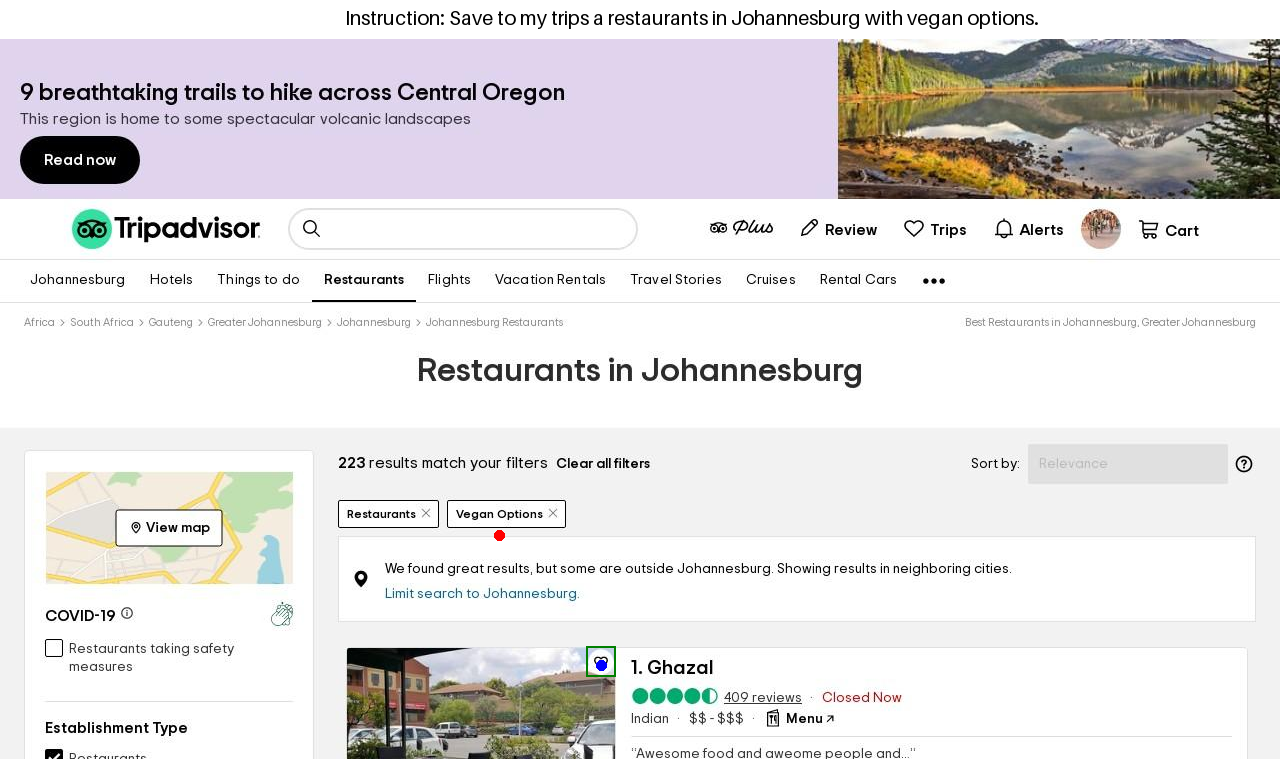 Instruction: Save to my trips a restaurants in Johannesburg with vegan options.
9 breathtaking trails to hike across Central Oregon
This region is home to some spectacular volcanic landscapes
Read now
Tripadvisor
Plus
Review
Trips
Alerts
Cart
Johannesburg Hotels Things to do Restaurants Flights Vacation Rentals Travel Stories Cruises Rental Cars
Africa > South Africa > Gauteng > Greater Johannesburg > Johannesburg > Johannesburg Restaurants
Best Restaurants in Johannesburg, Greater Johannesburg
Restaurants in Johannesburg
View map
COVID-19
Restaurants taking safety
measures
Establishment Type
Restaurants
223 results match your filters Clear all filters
Sort by: Relevance
Restaurants Vegan Options
We found great results, but some are outside Johannesburg. Showing results in neighboring cities.
Limit search to Johannesburg.
1. Ghazal
409 reviews · Closed Now
Indian · $$ - $$$ · Menu
“Awesome food and aweome people and...”